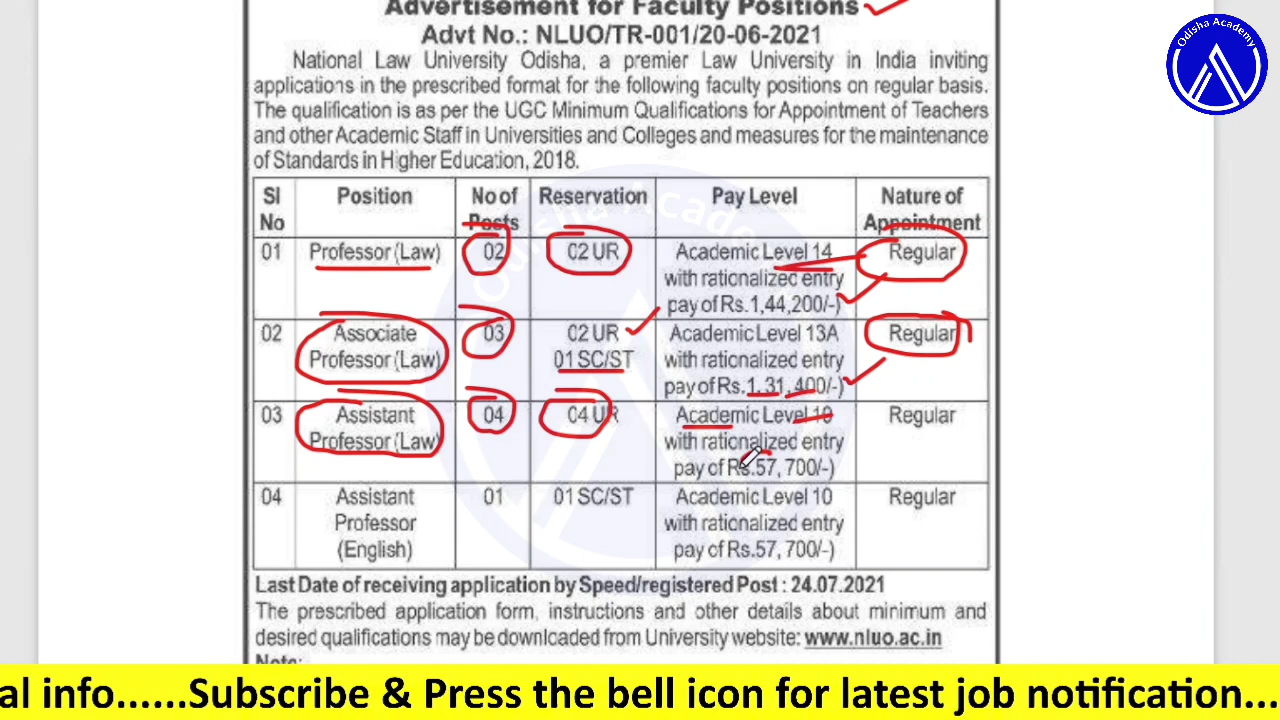 Advertisement for Faculty Positions
Odisha Academy
Advt No.: NLUO/TR-001/20-06-2021
National Law University Odisha, a premier Law University in India inviting
applications in the prescribed format for the following faculty positions on regular basis.
The qualification is as per the UGC Minimum Qualifications for Appointment of Teachers
and other Academic Staff in Universities and Colleges and measures for the maintenance
of Standards in Higher Education, 2018.
Sl No Position No of Posts Reservation Pay Level Nature of Appointment
01 Professor (Law) 02 02 UR Academic Level 14 Regular
with rationalized entry
pay of Rs.1,44,200/-)
02 Associate 03 02 UR Academic Level 13A Regular
Professor (Law) 01 SC/ST with rationalized entry
pay of Rs.1,31,400/-)
03 Assistant 04 04 UR Academic Level 10 Regular
Professor (Law) with rationalized entry
pay of Rs.57, 700/-)
04 Assistant 01 01 SC/ST Academic Level 10 Regular
Professor with rationalized entry
(English) pay of Rs.57, 700/-)
Last Date of receiving application by Speed/registered Post : 24.07.2021
The prescribed application form, instructions and other details about minimum and
desired qualifications may be downloaded from University website: www.nluo.ac.in
Note:
al info......Subscribe & Press the bell icon for latest job notification...